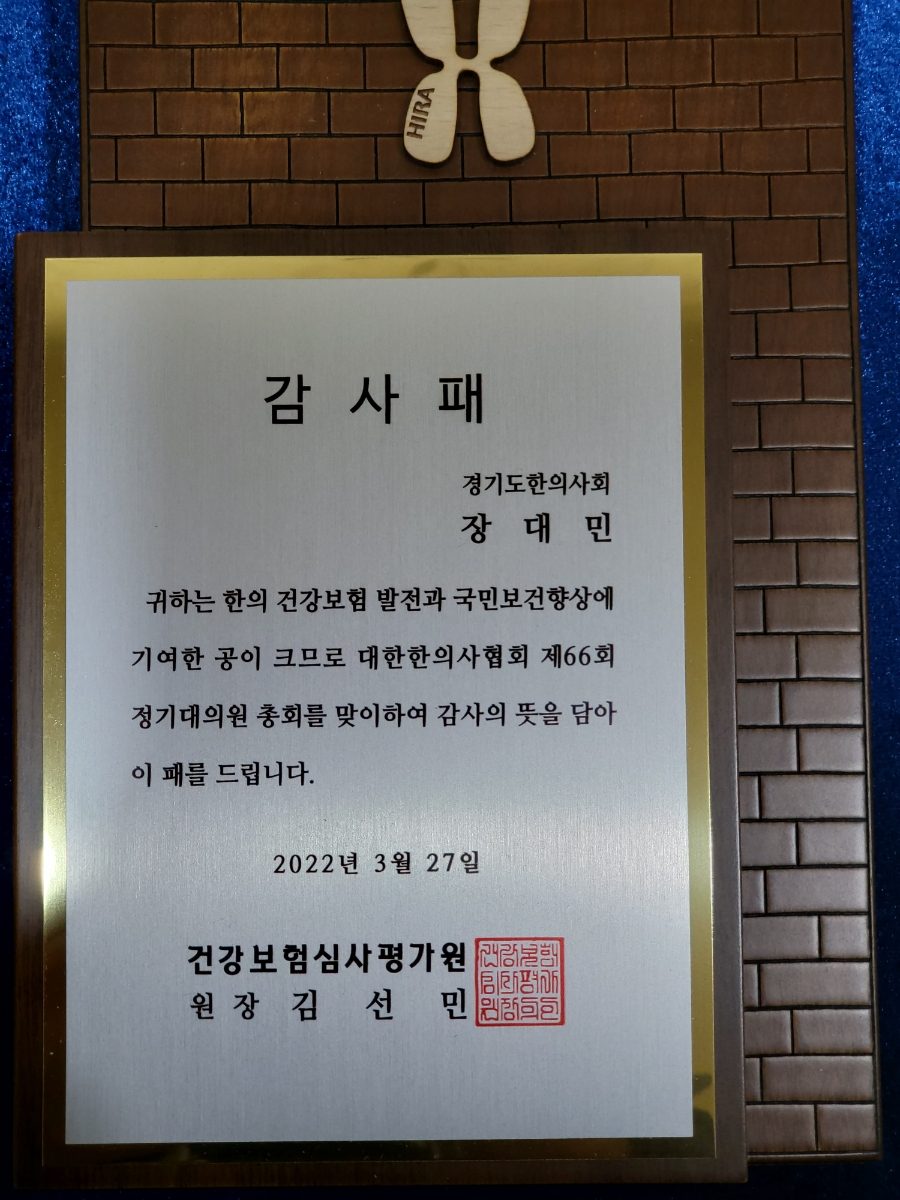 HIRA
감 사 패
경기도한의사회
장 대 민
귀하는 한의 건강보험 발전과 국민보건향상에
기여한 공이 크므로 대한한의사협회 제66회
정기대의원 총회를 맞이하여 감사의 뜻을 담아
이 패를 드립니다.
2022년 3월 27일
건강보험심사평가원
원 장 김 선 민